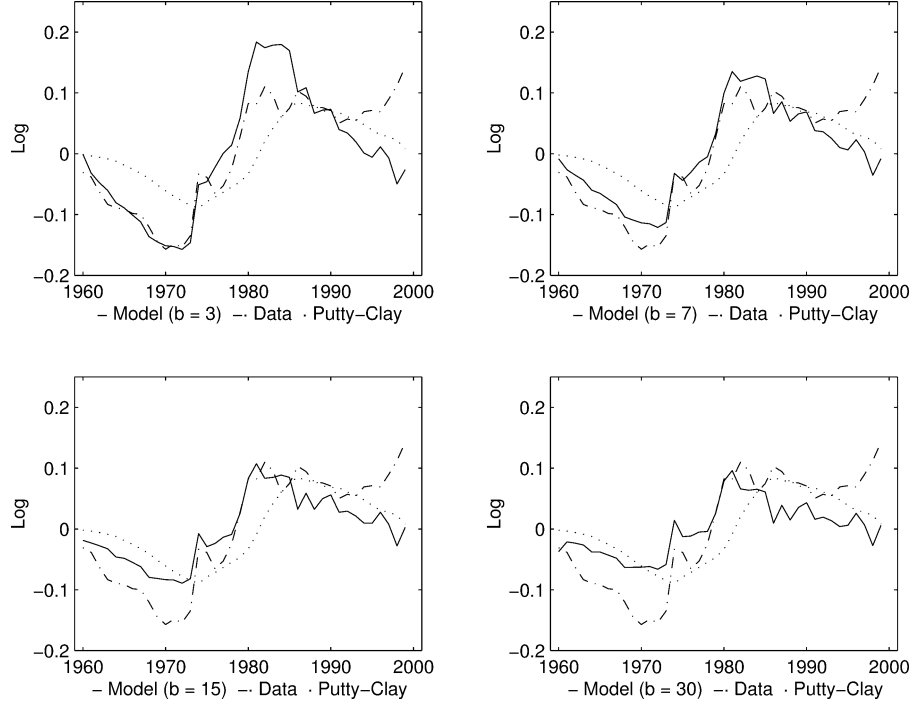 0.2
0.1
0
−0.1
−0.2
Log
1960 1970 1980 1990 2000
− Model (b = 3) −· Data · Putty−Clay
0.2
0.1
0
−0.1
−0.2
Log
1960 1970 1980 1990 2000
− Model (b = 7) −· Data · Putty−Clay
0.2
0.1
0
−0.1
−0.2
Log
1960 1970 1980 1990 2000
− Model (b = 15) −· Data · Putty−Clay
0.2
0.1
0
−0.1
−0.2
Log
1960 1970 1980 1990 2000
− Model (b = 30) −· Data · Putty−Clay